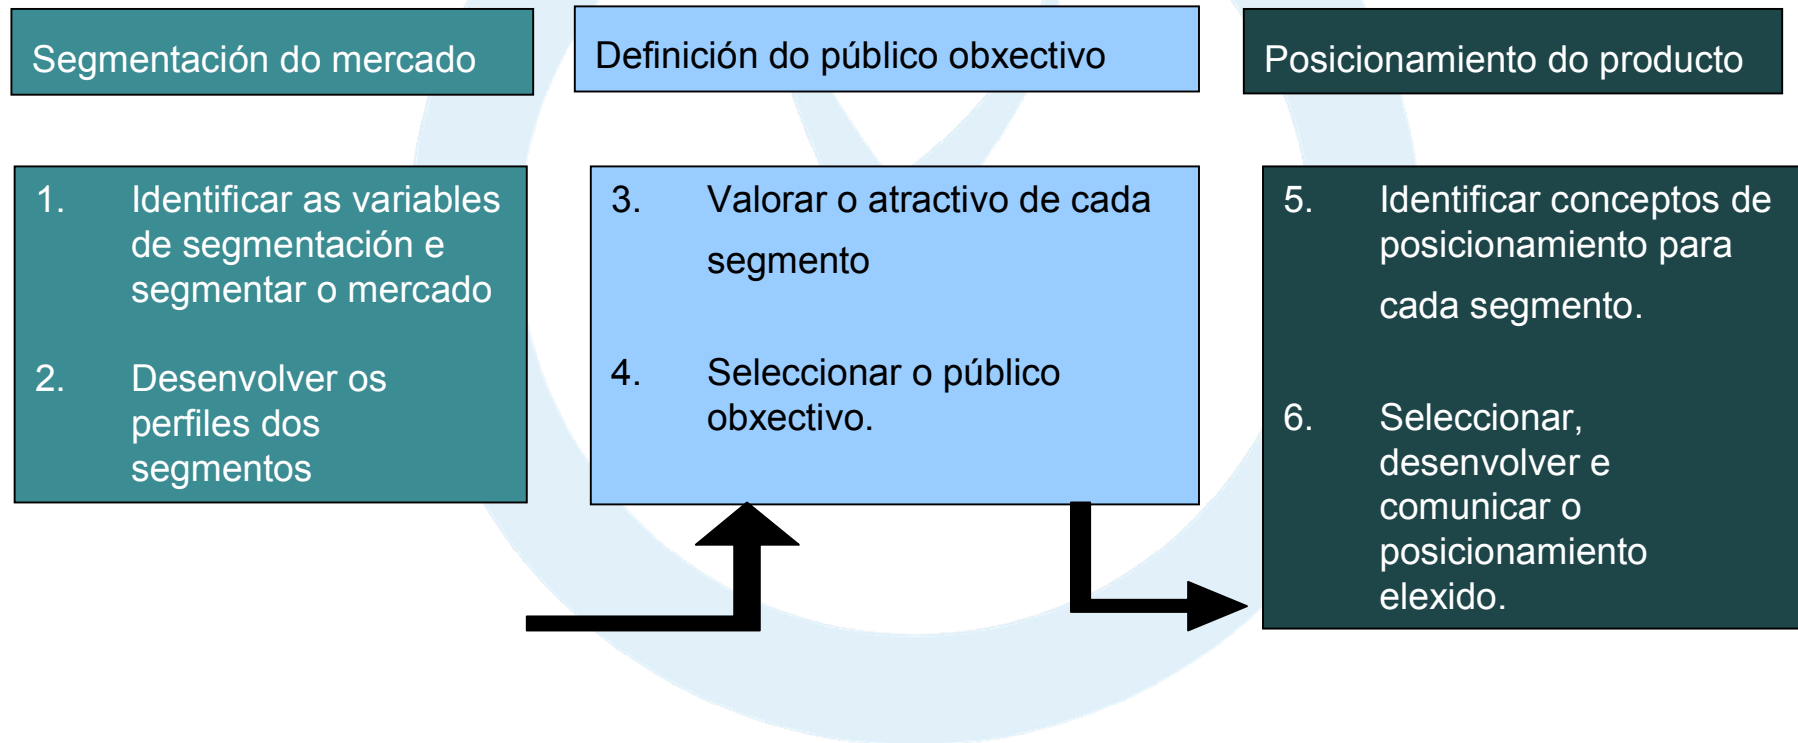 Segmentación do mercado
Definición do público obxectivo
Posicionamiento do producto
1. Identificar as variables
de segmentación e
segmentar o mercado
2. Desenvolver os
perfiles dos
segmentos
3. Valorar o atractivo de cada
segmento
4. Seleccionar o público
obxectivo.
5. Identificar conceptos de
posicionamiento para
cada segmento.
6. Seleccionar,
desenvolver e
comunicar o
posicionamiento
elexido.